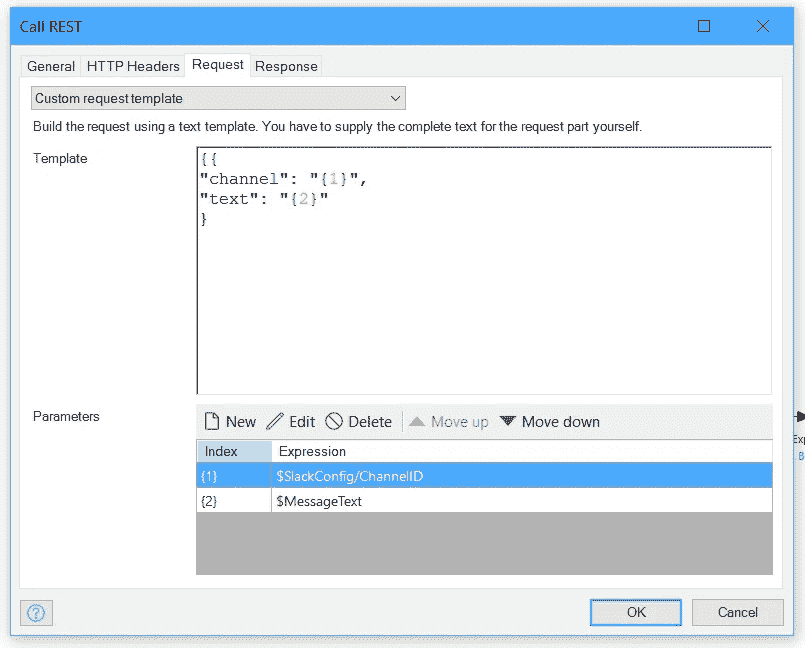 Call REST
General HTTP Headers Request Response
Custom request template
Build the request using a text template. You have to supply the complete text for the request part yourself.
Template
{{
"channel": "{1}",
"text": "{2}"
}
Parameters
New Edit Delete Move up Move down
Index Expression
{1} $SlackConfig/ChannelID
{2} $MessageText
OK Cancel